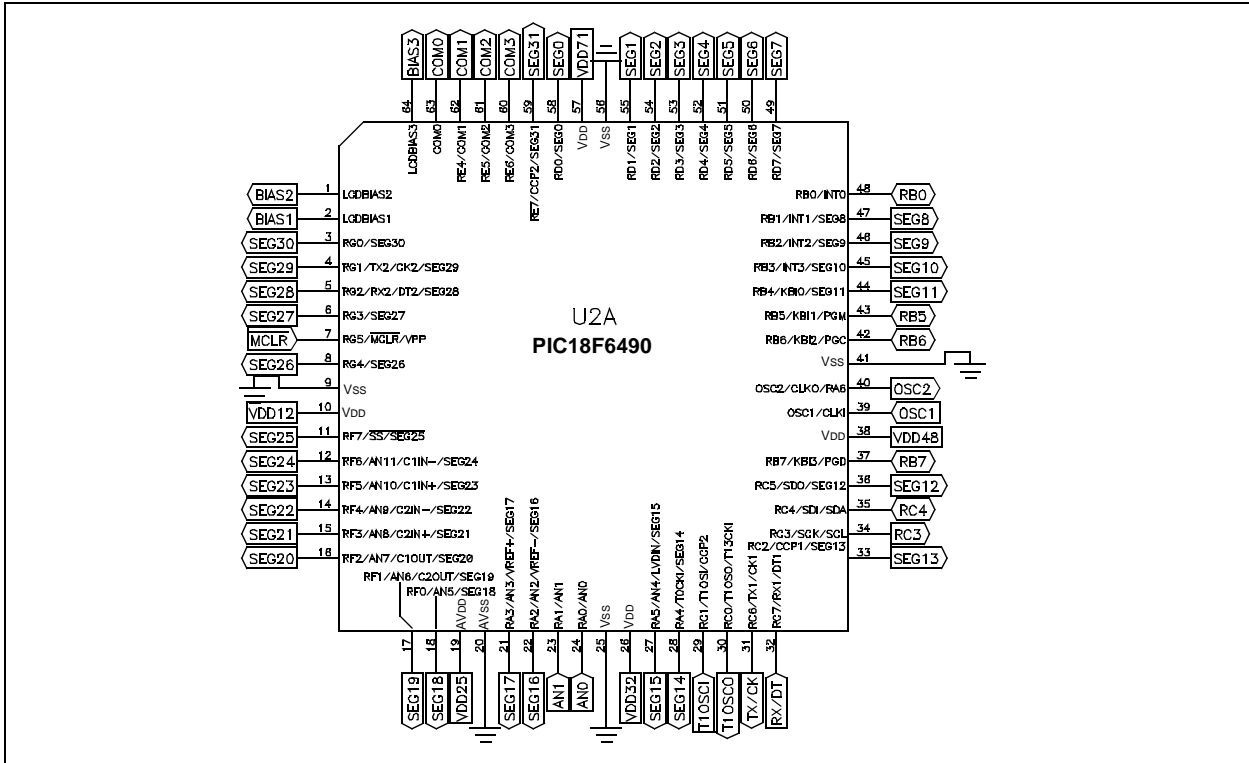 BIAS3 COM0 COM1 COM2 COM3 SEG31 SEG0 VDD71 SEG1 SEG2 SEG3 SEG4 SEG5 SEG6 SEG7
64 63 62 61 60 59 58 57 56 55 54 53 52 51 50 49
LCDBIAS3 COM0 RE4/COM1 RE5/COM2 RE6/COM3 RE7/CCP2/SEG31 RD0/SEG0 VDD VSS RD1/SEG1 RD2/SEG2 RD3/SEG3 RD4/SEG4 RD5/SEG5 RD6/SEG6 RD7/SEG7
BIAS2 1 LCDBIAS2
BIAS1 2 LCDBIAS1
SEG30 3 RG0/SEG30
SEG29 4 RG1/TX2/CK2/SEG29
SEG28 5 RG2/RX2/DT2/SEG28
SEG27 6 RG3/SEG27
MCLR 7 RG5/MCLR/VPP
SEG26 8 RG4/SEG26
9 VSS
VDD12 10 VDD
SEG25 11 RF7/SS/SEG25
SEG24 12 RF6/AN11/C1IN-/SEG24
SEG23 13 RF5/AN10/C1IN+/SEG23
SEG22 14 RF4/AN9/C2IN-/SEG22
SEG21 15 RF3/AN8/C2IN+/SEG21
SEG20 16 RF2/AN7/C1OUT/SEG20
U2A
PIC18F6490
RB0/INT0 48 RB0
RB1/INT1/SEG8 47 SEG8
RB2/INT2/SEG9 46 SEG9
RB3/INT3/SEG10 45 SEG10
RB4/KBI0/SEG11 44 SEG11
RB5/KBI1/PGM 43 RB5
RB6/KBI2/PGC 42 RB6
VSS 41
OSC2/CLKO/RA6 40 OSC2
OSC1/CLKI 39 OSC1
VDD 38 VDD48
RB7/KBI3/PGD 37 RB7
RC5/SDO/SEG12 36 SEG12
RC4/SDI/SDA 35 RC4
RC3/SCK/SCL 34 RC3
RC2/CCP1/SEG13 33 SEG13
RF1/AN6/C2OUT/SEG19 RF0/AN5/SEG18 AVDD AVSS RA3/AN3/VREF+/SEG17 RA2/AN2/VREF-/SEG16 RA1/AN1 RA0/AN0 VSS VDD RA5/AN4/LVDIN/SEG15 RA4/T0CKI/SEG14 RC1/T1OSI/CCP2 RC0/T1OSO/T13CKI RC6/TX1/CK1 RC7/RX1/DT1
17 18 19 20 21 22 23 24 25 26 27 28 29 30 31 32
SEG19 SEG18 VDD25 SEG17 SEG16 AN1 AN0 VDD32 SEG15 SEG14 T1OSCI T1OSCO TX/CK RX/DT